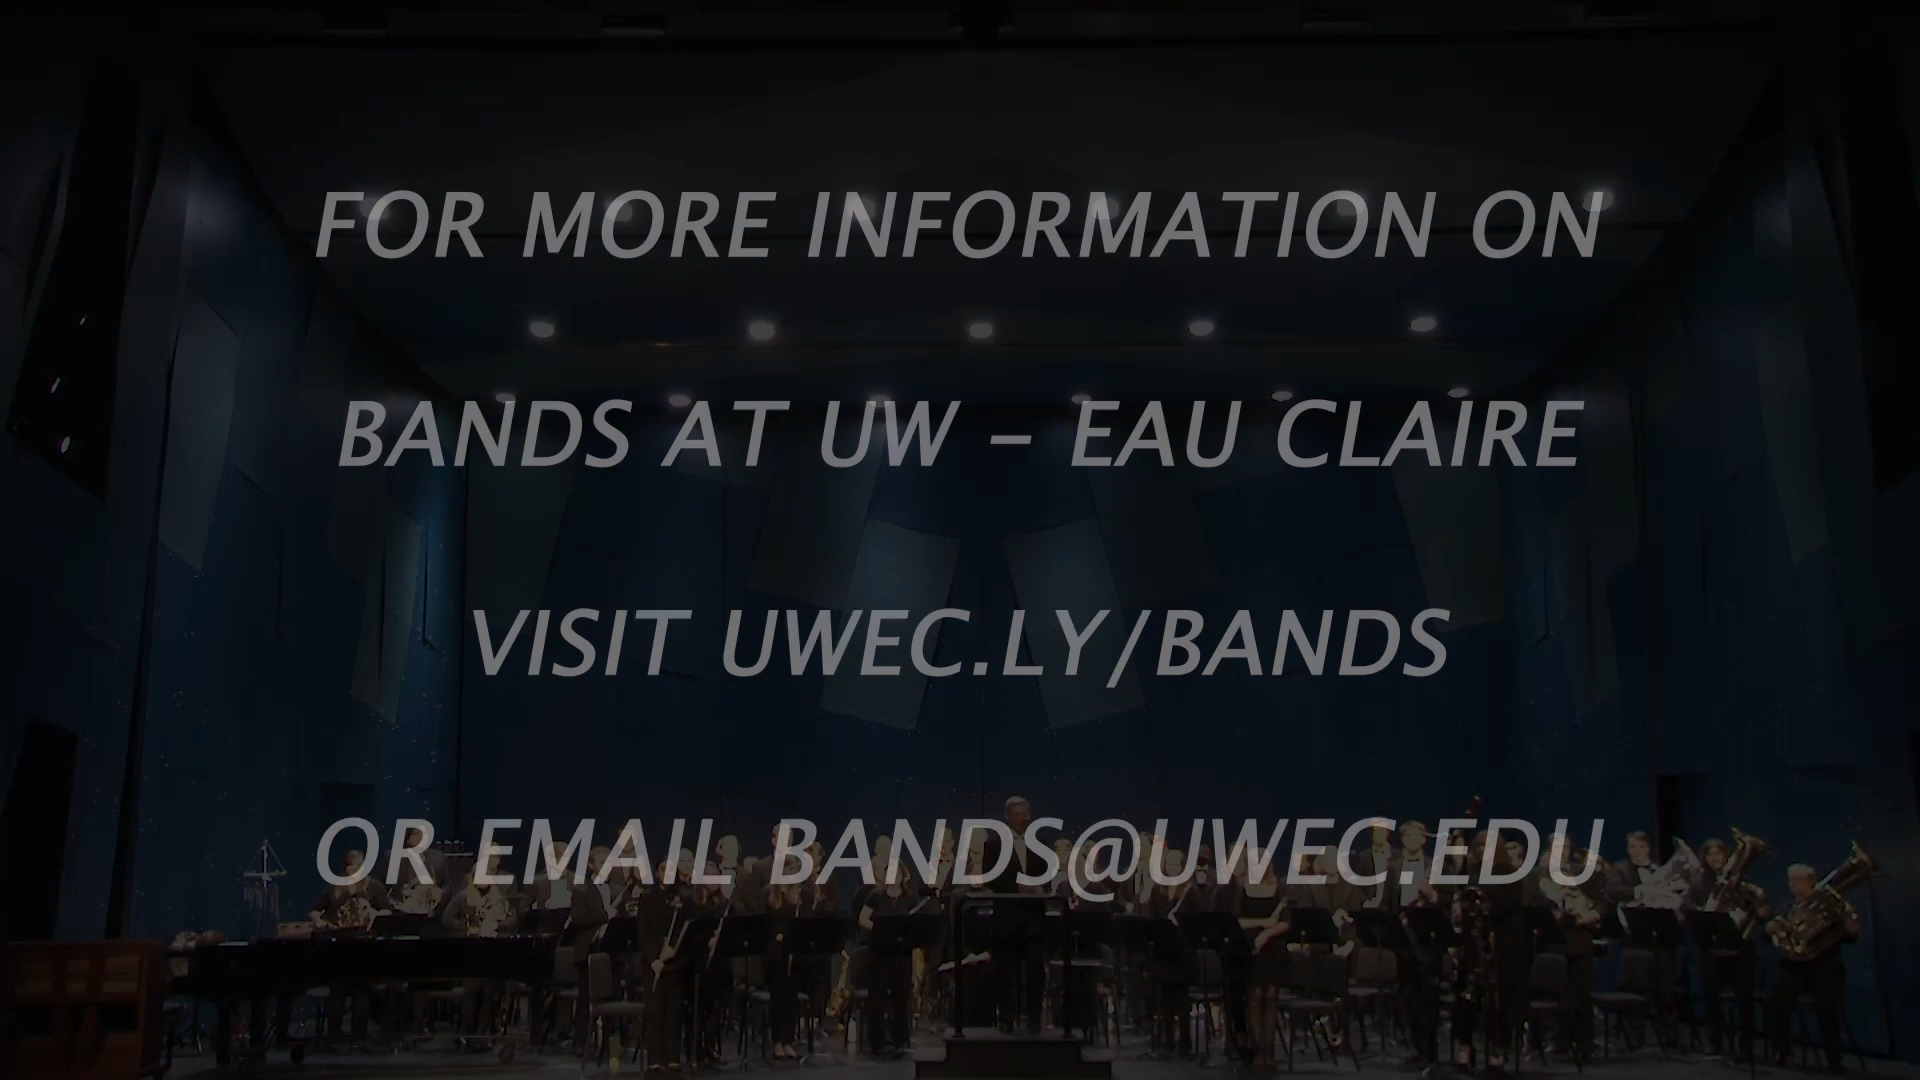 FOR MORE INFORMATION ON
BANDS AT UW – EAU CLAIRE
VISIT UWEC.LY/BANDS
OR EMAIL BANDS@UWEC.EDU